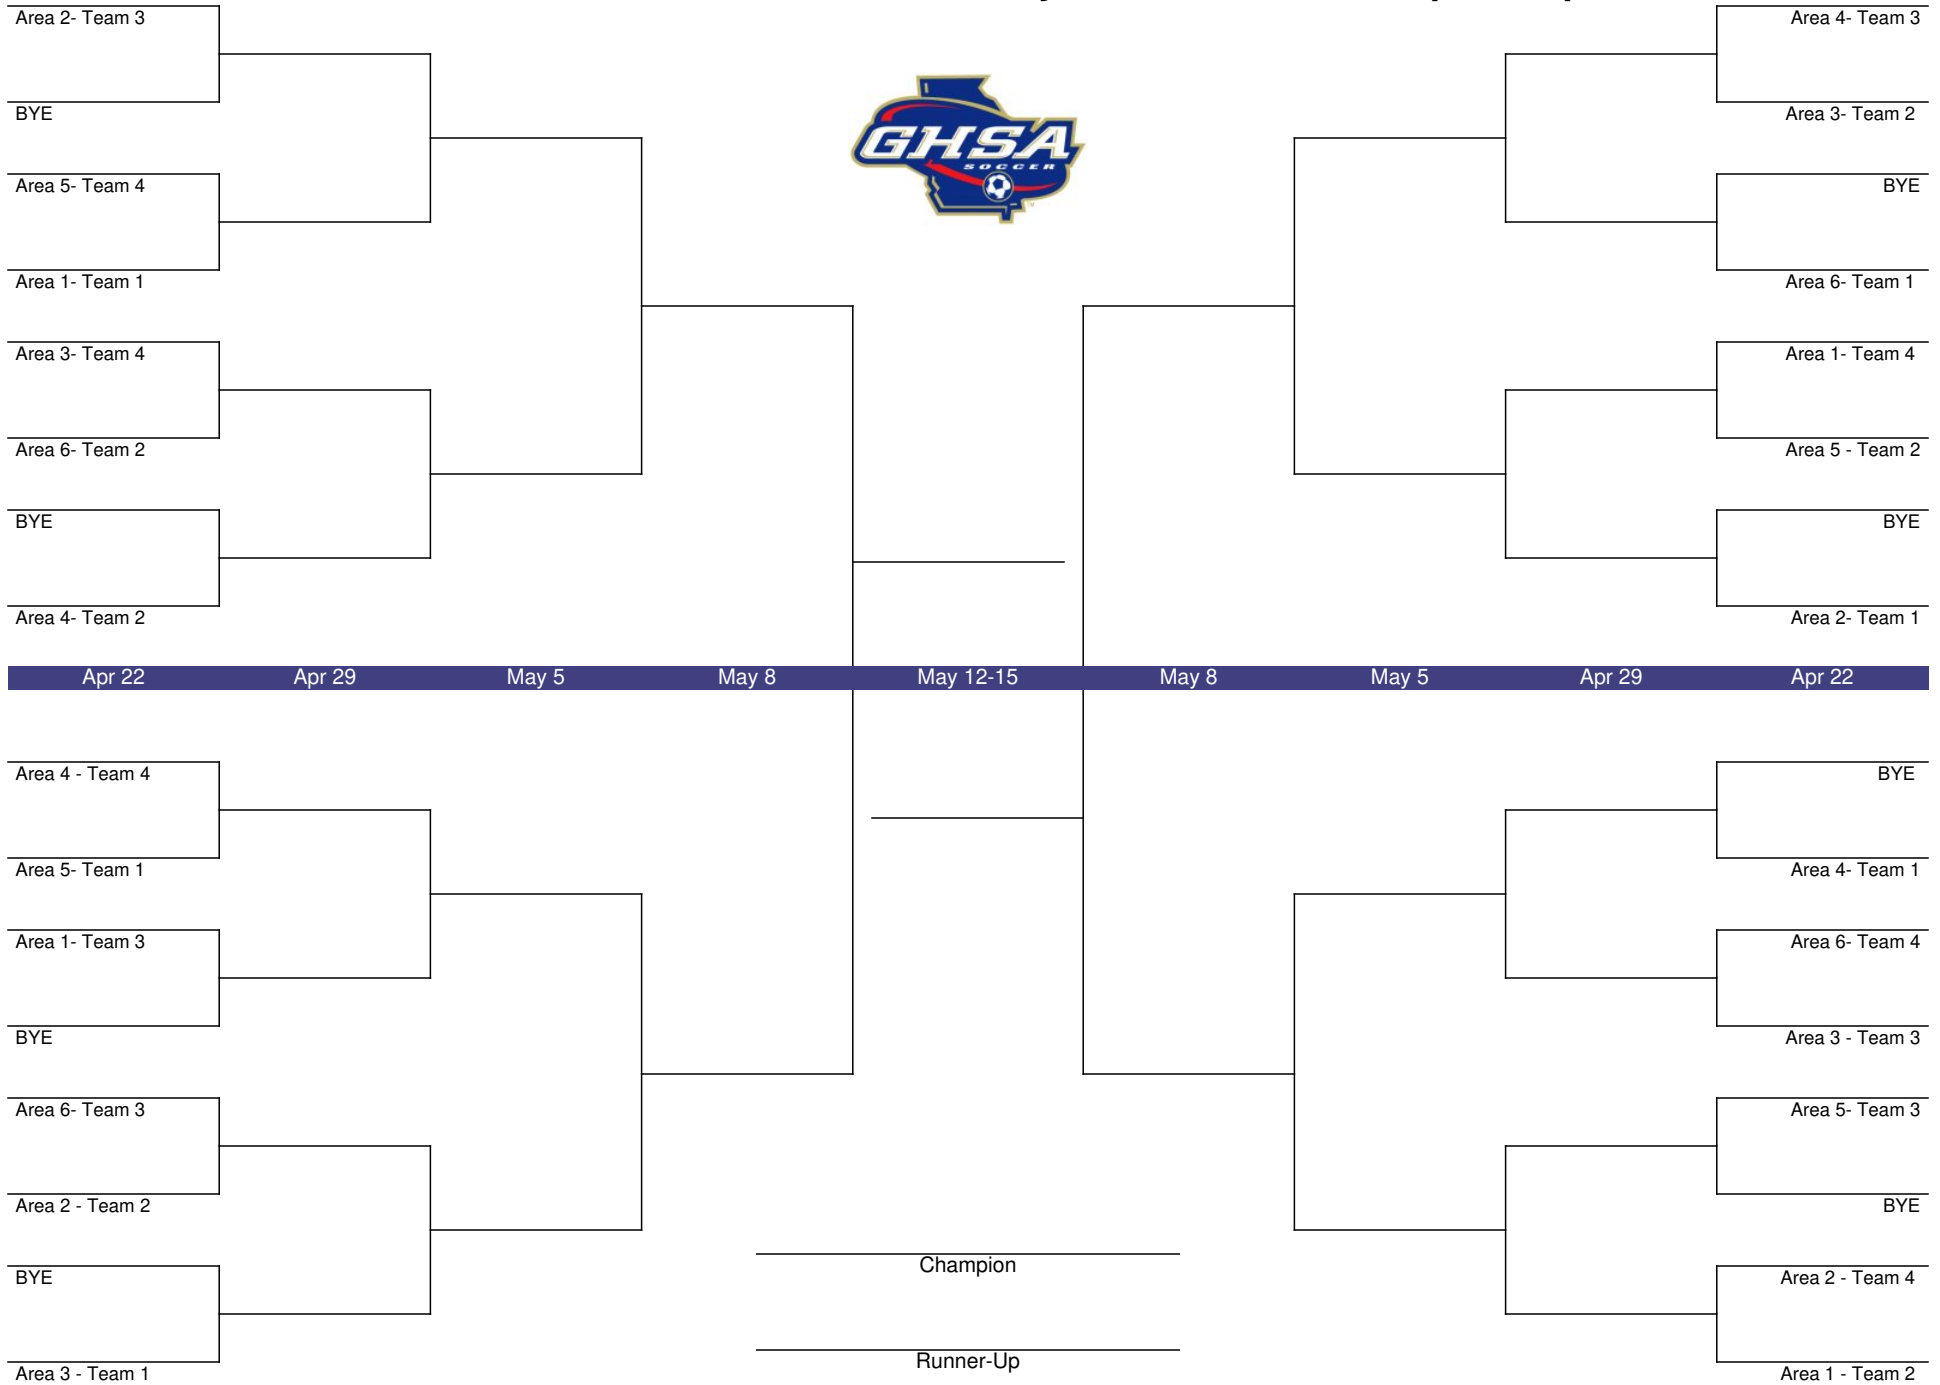 Area 2- Team 3
BYE
Area 5- Team 4
Area 1- Team 1
Area 3- Team 4
Area 6- Team 2
BYE
Area 4- Team 2
GHSA
SOCCER
Area 4- Team 3
Area 3- Team 2
BYE
Area 6- Team 1
Area 1- Team 4
Area 5 - Team 2
BYE
Area 2- Team 1
Apr 22 Apr 29 May 5 May 8 May 12-15 May 8 May 5 Apr 29 Apr 22
Area 4 - Team 4
Area 5- Team 1
Area 1- Team 3
BYE
Area 6- Team 3
Area 2 - Team 2
BYE
Area 3 - Team 1
Champion
Runner-Up
BYE
Area 4- Team 1
Area 6- Team 4
Area 3 - Team 3
Area 5- Team 3
BYE
Area 2 - Team 4
Area 1 - Team 2